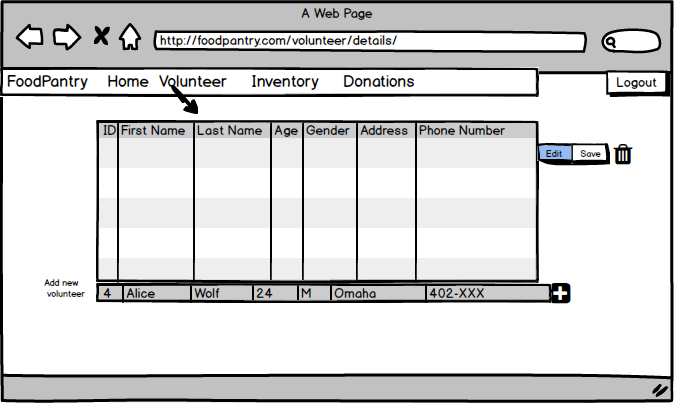 A Web Page
http://foodpantry.com/volunteer/details/
FoodPantry Home Volunteer Inventory Donations Logout
ID First Name Last Name Age Gender Address Phone Number
Edit Save
Add new
volunteer
4 Alice Wolf 24 M Omaha 402-XXX